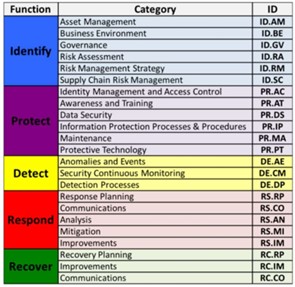 Function Category ID
Identify
Asset Management ID.AM
Business Environment ID.BE
Governance ID.GV
Risk Assessment ID.RA
Risk Management Strategy ID.RM
Supply Chain Risk Management ID.SC
Protect
Identity Management and Access Control PR.AC
Awareness and Training PR.AT
Data Security PR.DS
Information Protection Processes & Procedures PR.IP
Maintenance PR.MA
Protective Technology PR.PT
Detect
Anomalies and Events DE.AE
Security Continuous Monitoring DE.CM
Detection Processes DE.DP
Respond
Response Planning RS.RP
Communications RS.CO
Analysis RS.AN
Mitigation RS.MI
Improvements RS.IM
Recover
Recovery Planning RC.RP
Improvements RC.IM
Communications RC.CO